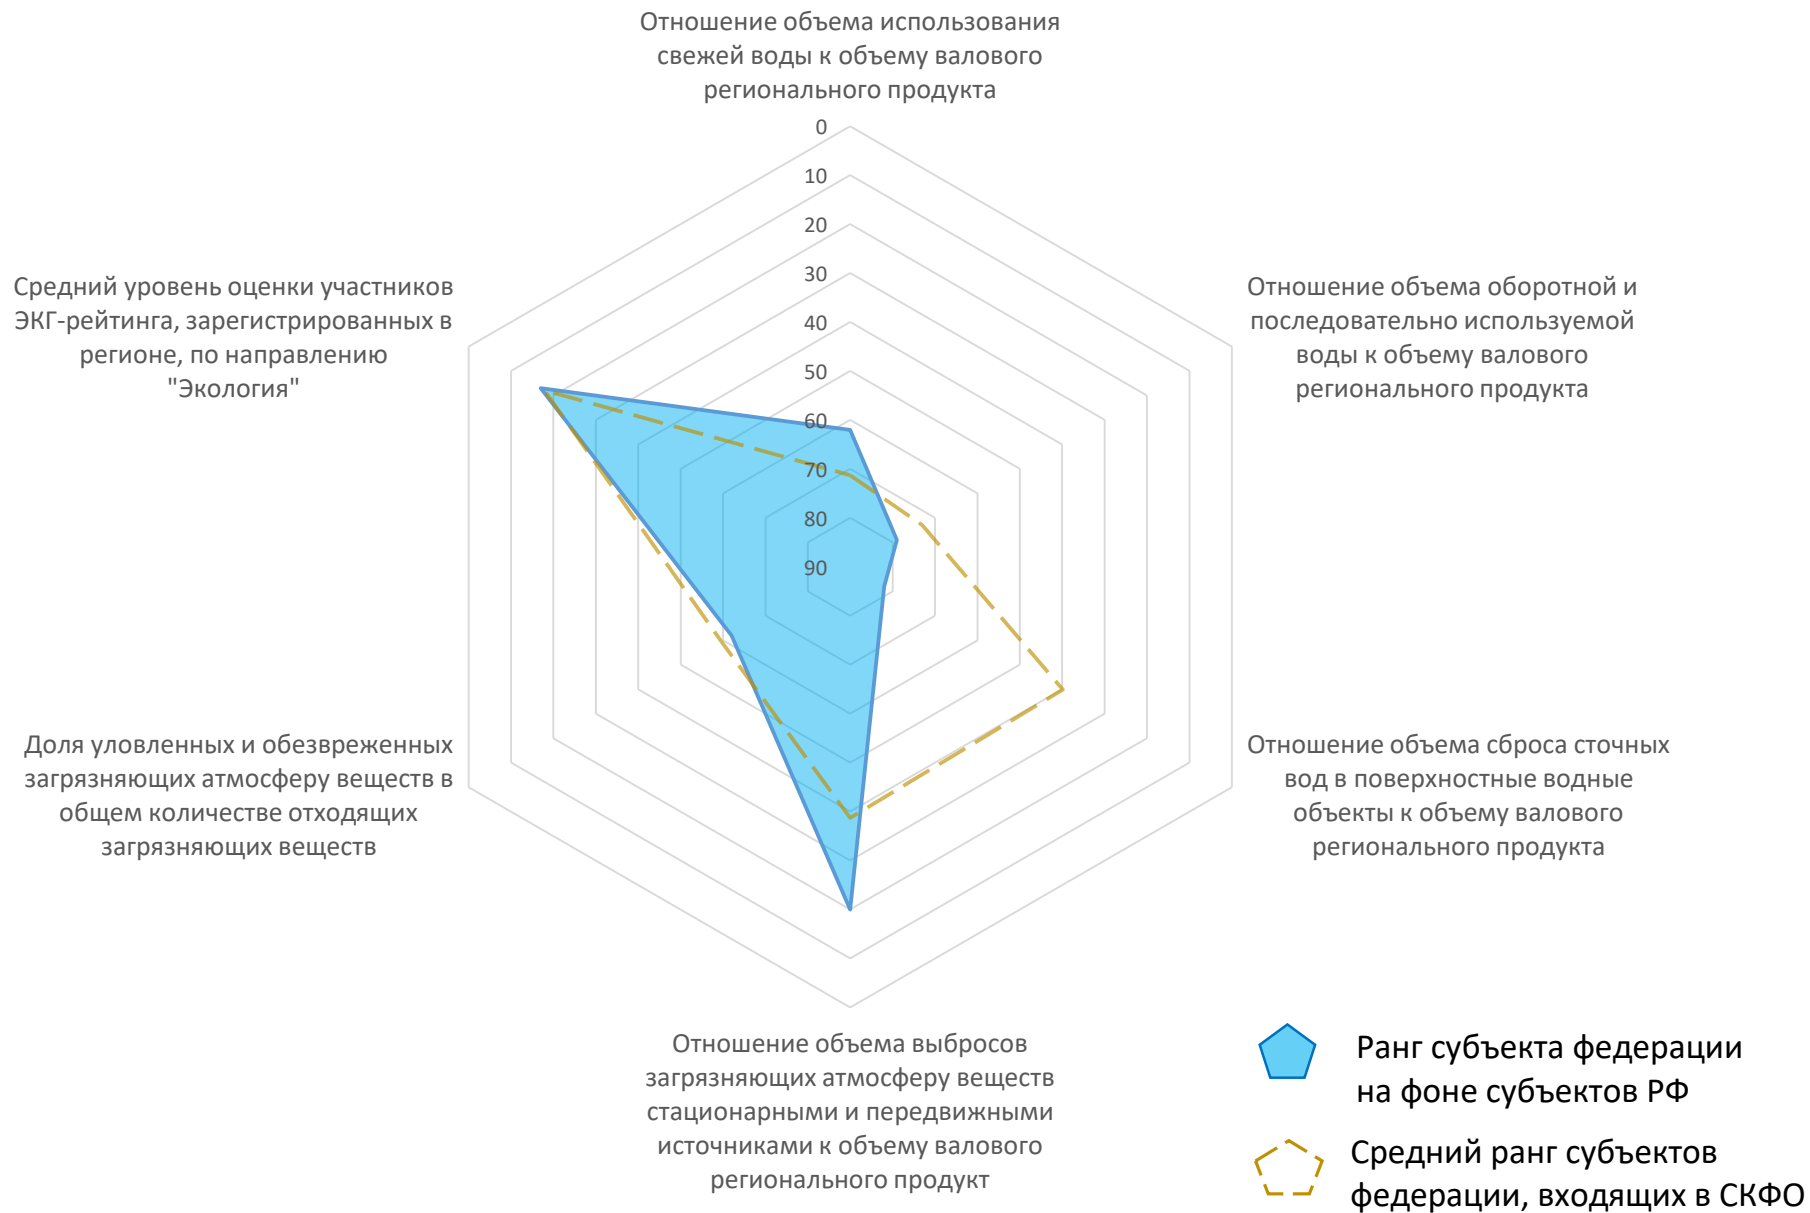 Отношение объема использования
свежей воды к объему валового
регионального продукта
0
10
20
30
40
50
60
70
80
90
Средний уровень оценки участников
ЭКГ-рейтинга, зарегистрированных в
регионе, по направлению
"Экология"
Отношение объема оборотной и
последовательно используемой
воды к объему валового
регионального продукта
Доля уловленных и обезвреженных
загрязняющих атмосферу веществ в
общем количестве отходящих
загрязняющих веществ
Отношение объема сброса сточных
вод в поверхностные водные
объекты к объему валового
регионального продукта
Отношение объема выбросов
загрязняющих атмосферу веществ
стационарными и передвижными
источниками к объему валового
регионального продукт
Ранг субъекта федерации
на фоне субъектов РФ
Средний ранг субъектов
федерации, входящих в СКФО